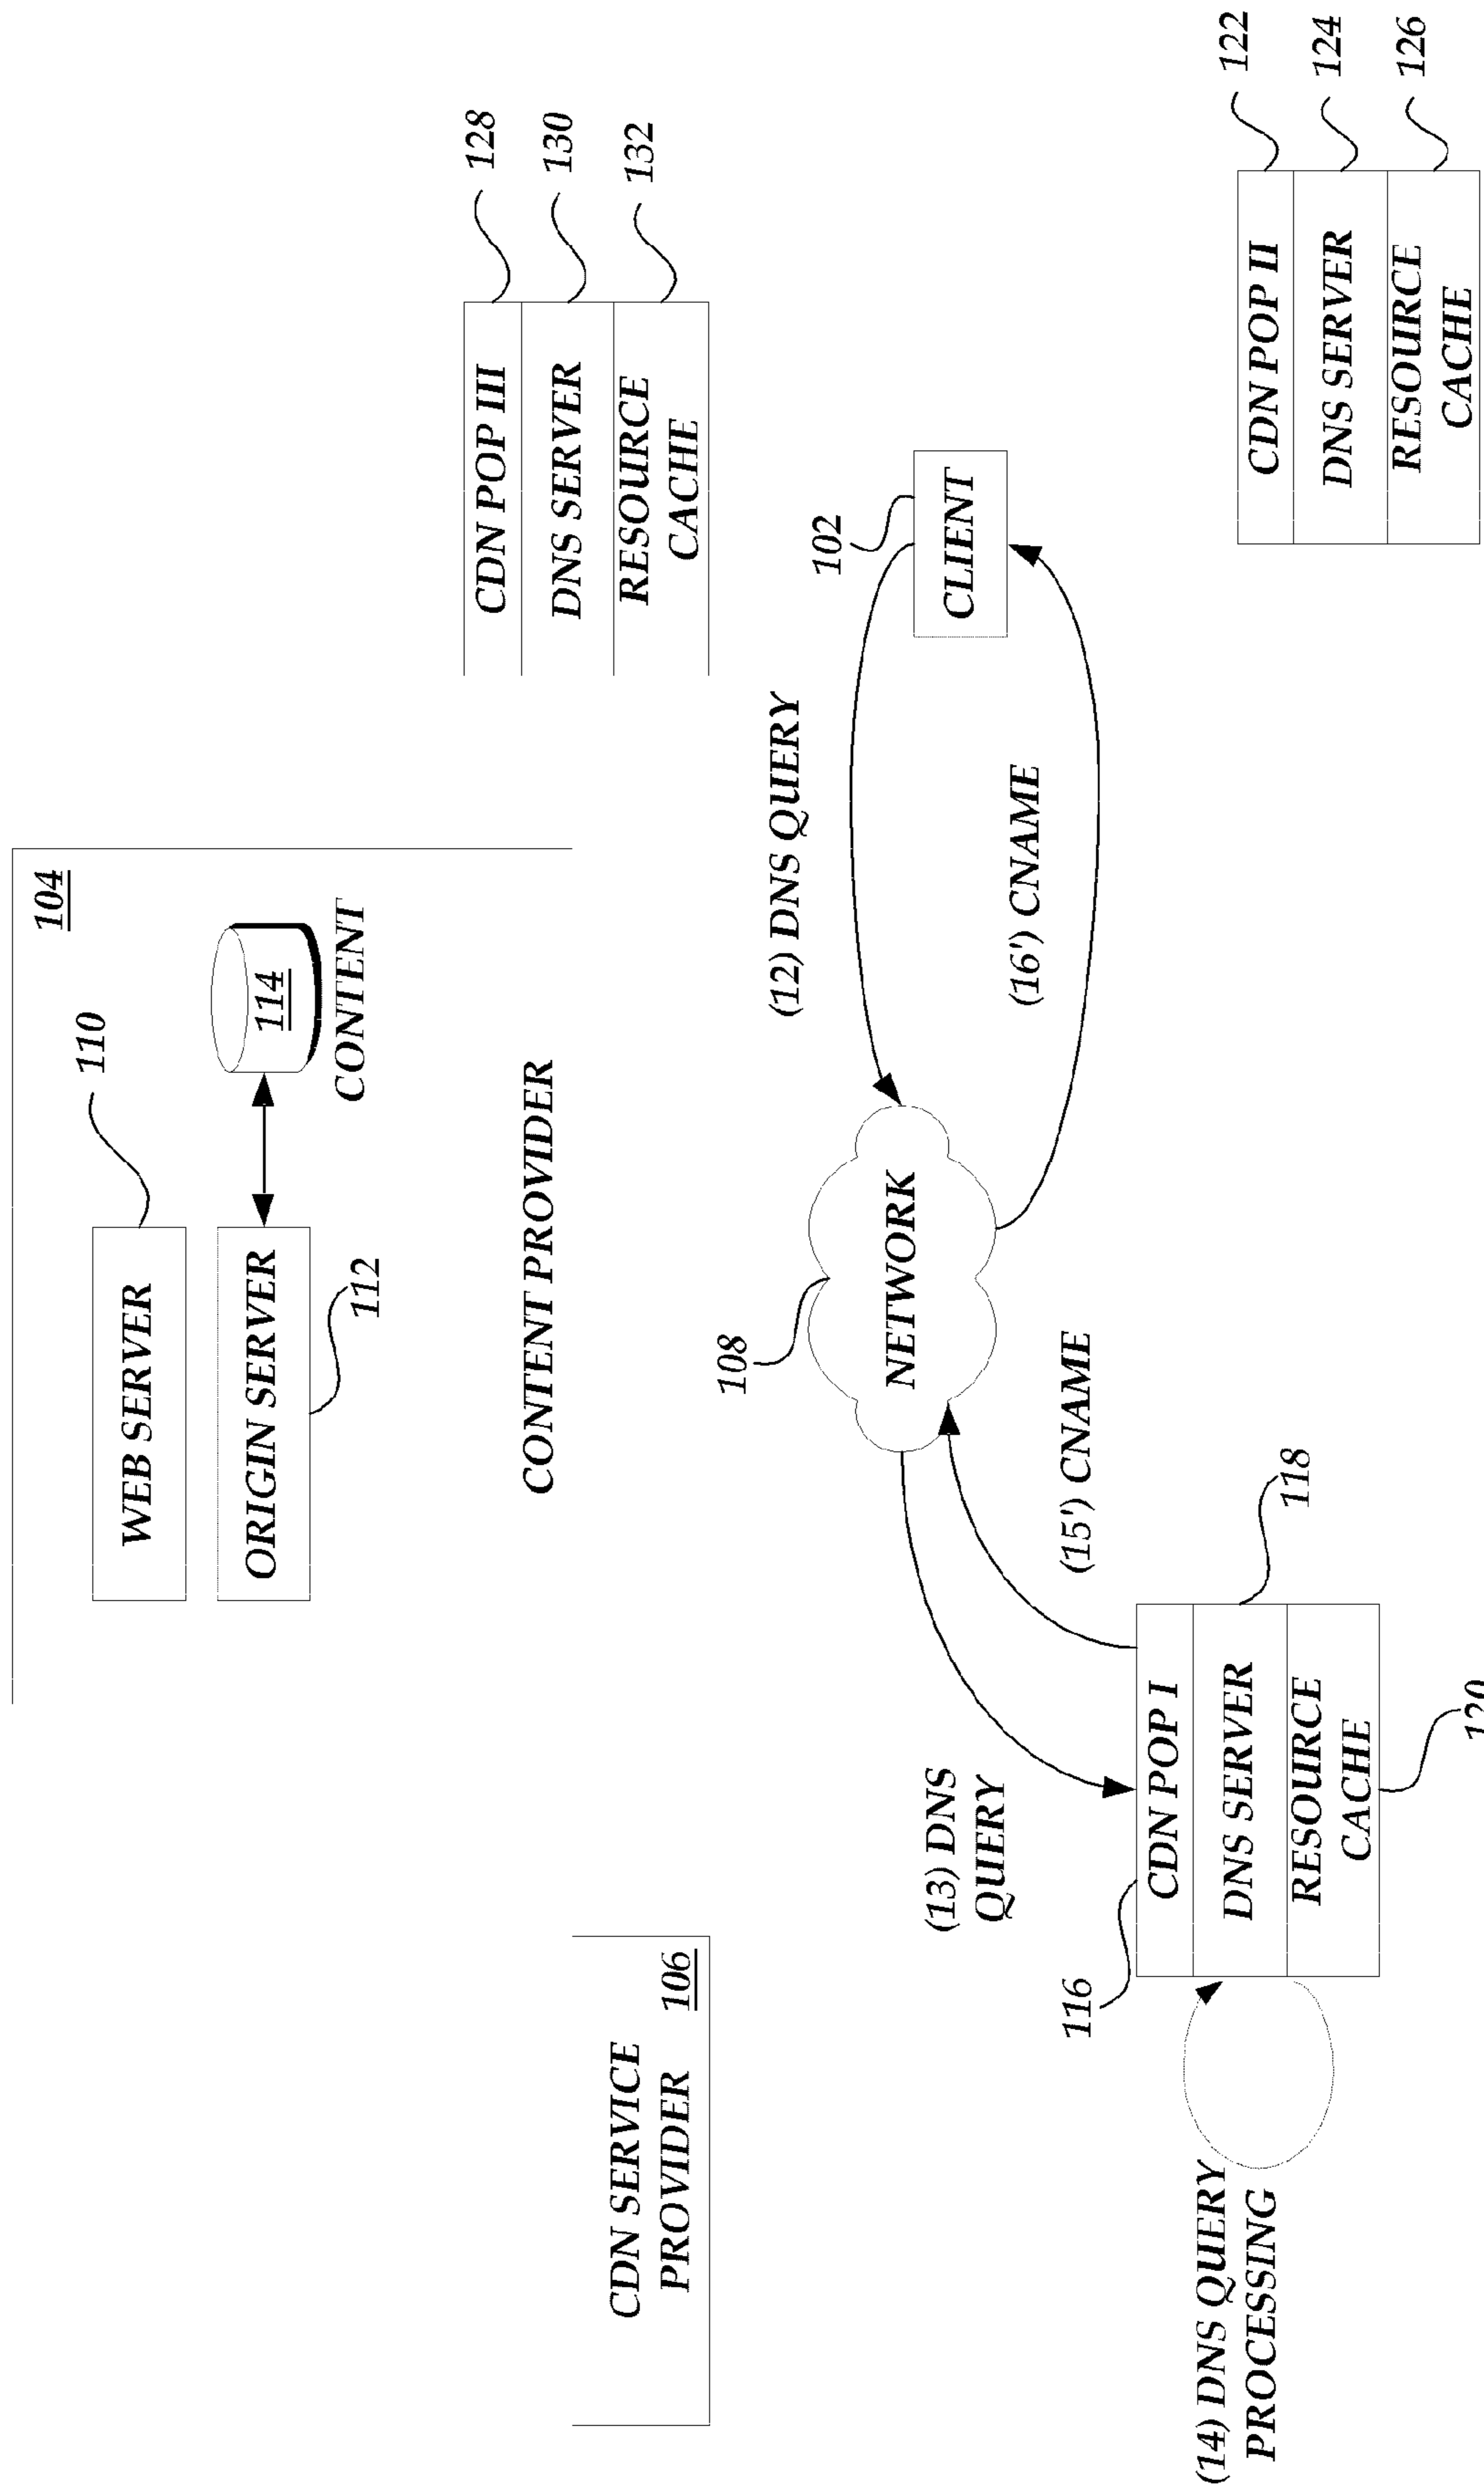 104
WEB SERVER
110
ORIGIN SERVER
112
114
CONTENT
CONTENT PROVIDER
CDN SERVICE
PROVIDER
106
CDN POP III
128
DNS SERVER
130
RESOURCE
CACHE
132
(12) DNS QUERY
102
CLIENT
108
NETWORK
(16') CNAME
(13) DNS
QUERY
(15') CNAME
116
CDN POP I
DNS SERVER
118
RESOURCE
CACHE
120
(14) DNS QUERY
PROCESSING
CDN POP II
122
DNS SERVER
124
RESOURCE
CACHE
126